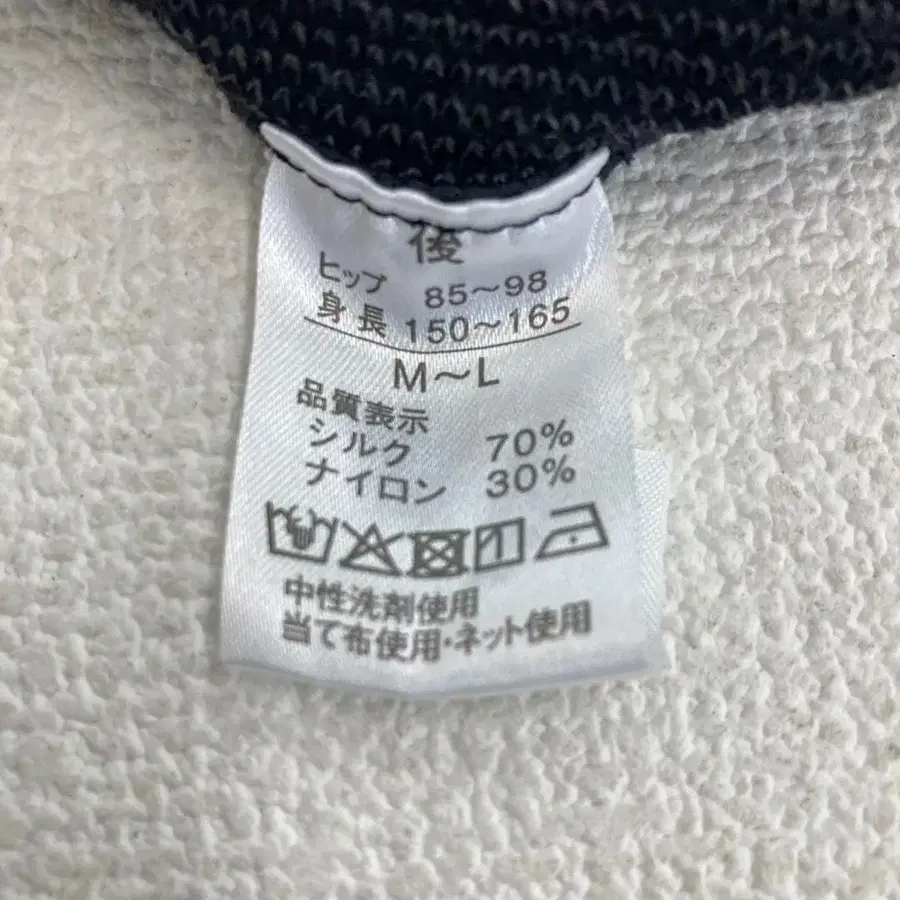 後
ヒップ 85～98
身長 150～165
M～L
品質表示
シルク 70%
ナイロン 30%
中性洗剤使用
当て布使用・ネット使用